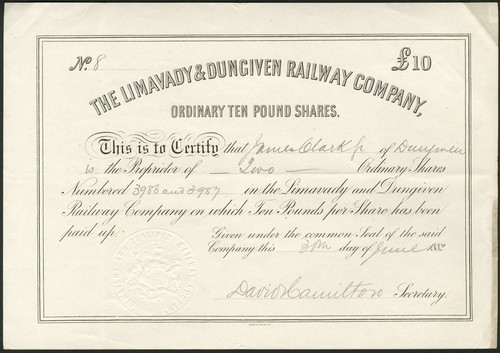 No. 8 £10
THE LIMAVADY & DUNGIVEN RAILWAY COMPANY,
ORDINARY TEN POUND SHARES.
This is to Certify that James Clark Jr of
is the Proprietor of — Two — Ordinary Shares
Numbered 3986 and 3987 in the Limavady and Dungiven
Railway Company on which Ten Pounds per Share has been
paid up.
Given under the common Seal of the said
Company this 30th day of June
David Hamilton Secretary.